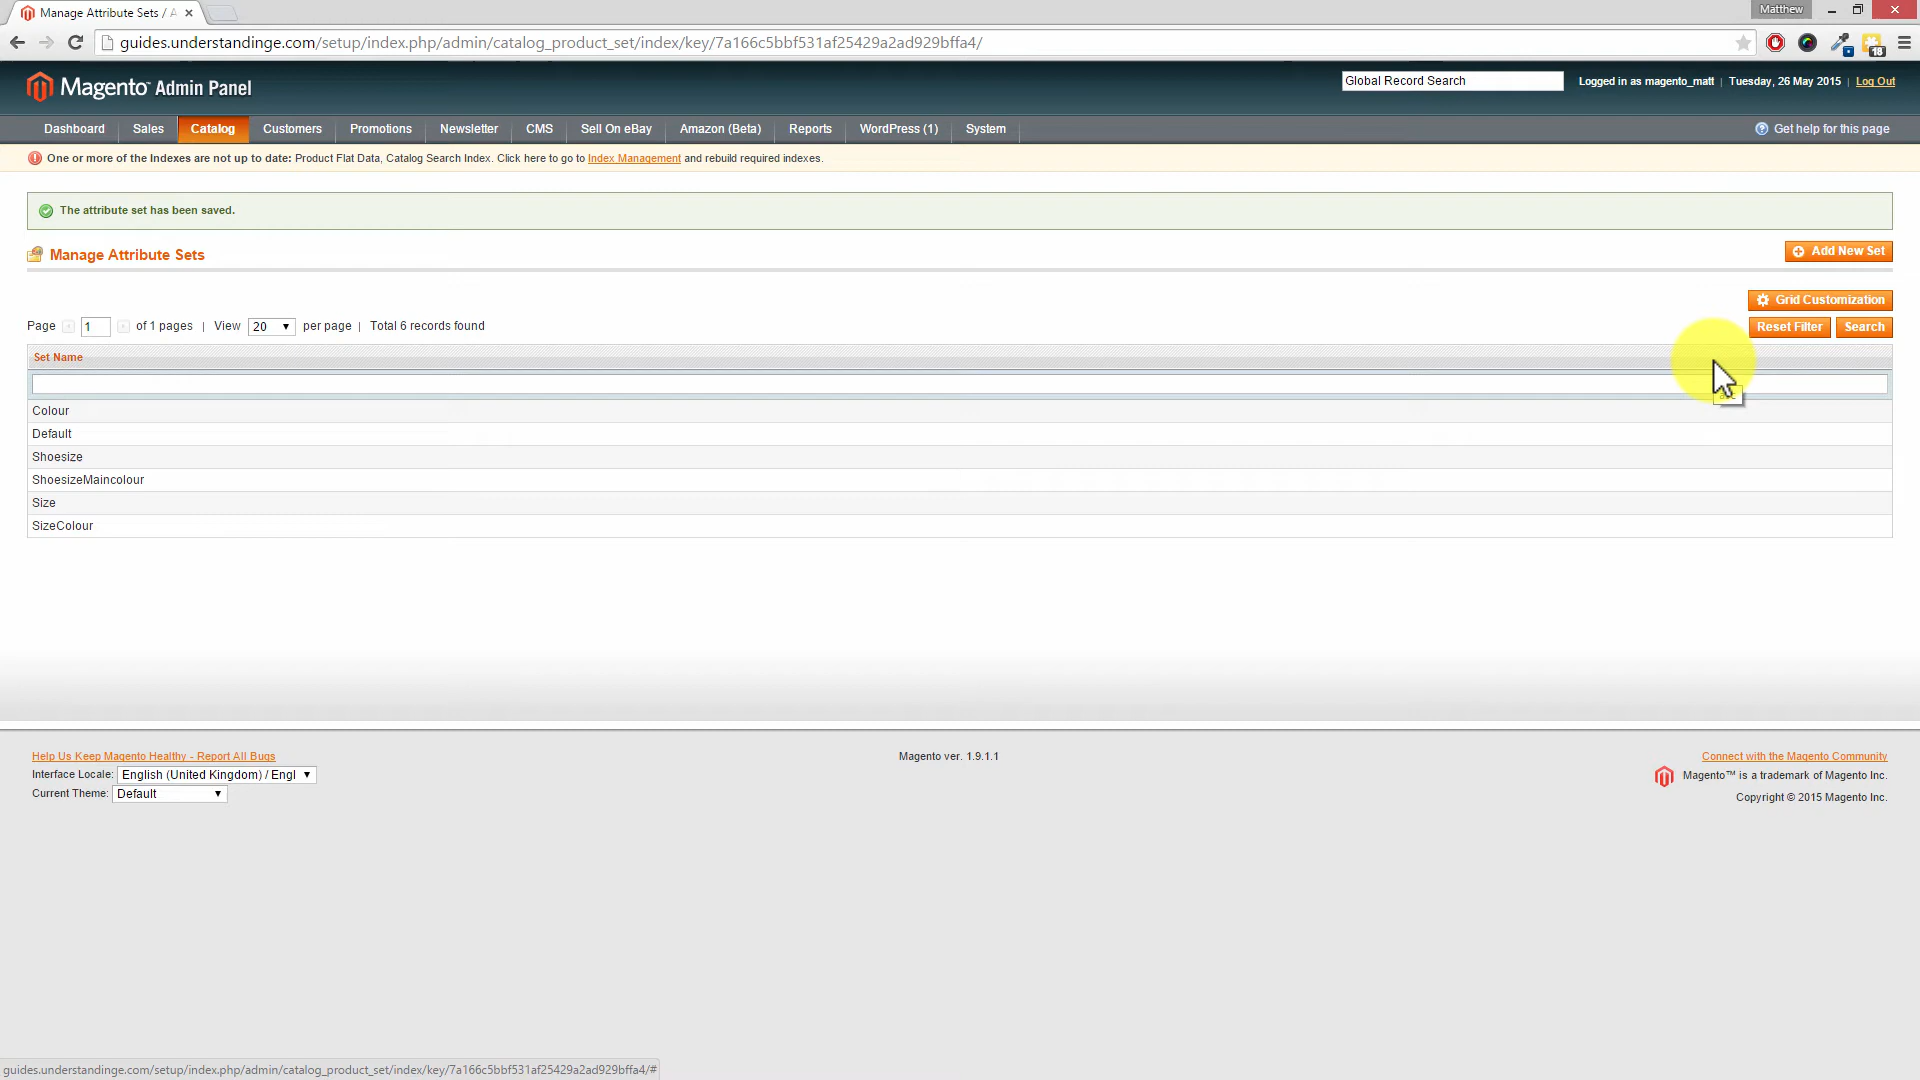 Manage Attribute Sets / A
Matthew
guides.understandinge.com/setup/index.php/admin/catalog_product_set/index/key/7a166c5bbf531af25429a2ad929bffa4/
18
Magento™ Admin Panel
Global Record Search
Logged in as magento_matt | Tuesday, 26 May 2015 | Log Out
Dashboard Sales Catalog Customers Promotions Newsletter CMS Sell On eBay Amazon (Beta) Reports WordPress (1) System
Get help for this page
One or more of the Indexes are not up to date: Product Flat Data, Catalog Search Index. Click here to go to Index Management and rebuild required indexes.
The attribute set has been saved.
Manage Attribute Sets
Add New Set
Grid Customization
Page 1 of 1 pages | View 20 per page | Total 6 records found
Reset Filter Search
Set Name
Colour
Default
Shoesize
ShoesizeMaincolour
Size
SizeColour
Help Us Keep Magento Healthy - Report All Bugs
Magento ver. 1.9.1.1
Connect with the Magento Community
Interface Locale: English (United Kingdom) / Engl
Magento™ is a trademark of Magento Inc.
Current Theme: Default
Copyright © 2015 Magento Inc.
guides.understandinge.com/setup/index.php/admin/catalog_product_set/index/key/7a166c5bbf531af25429a2ad929bffa4/#